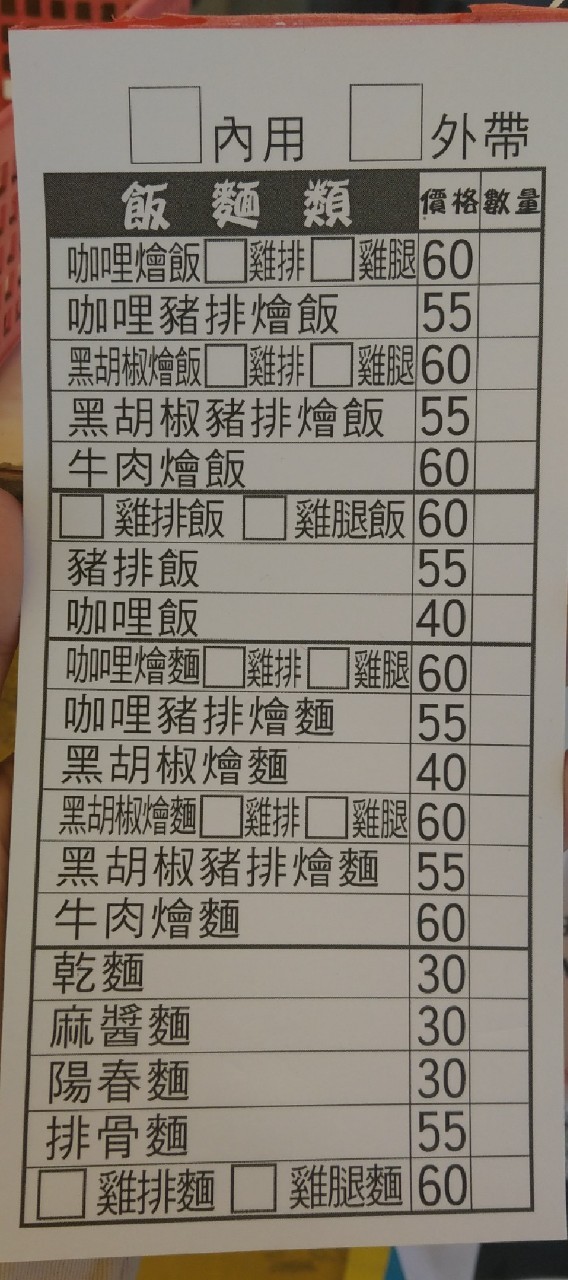 □內用 □外帶
飯麵類 價格 數量
咖哩燴飯□雞排□雞腿 60
咖哩豬排燴飯 55
黑胡椒燴飯□雞排□雞腿 60
黑胡椒豬排燴飯 55
牛肉燴飯 60
□雞排飯 □雞腿飯 60
豬排飯 55
咖哩飯 40
咖哩燴麵□雞排□雞腿 60
咖哩豬排燴麵 55
黑胡椒燴麵 40
黑胡椒燴麵□雞排□雞腿 60
黑胡椒豬排燴麵 55
牛肉燴麵 60
乾麵 30
麻醬麵 30
陽春麵 30
排骨麵 55
□雞排麵 □雞腿麵 60